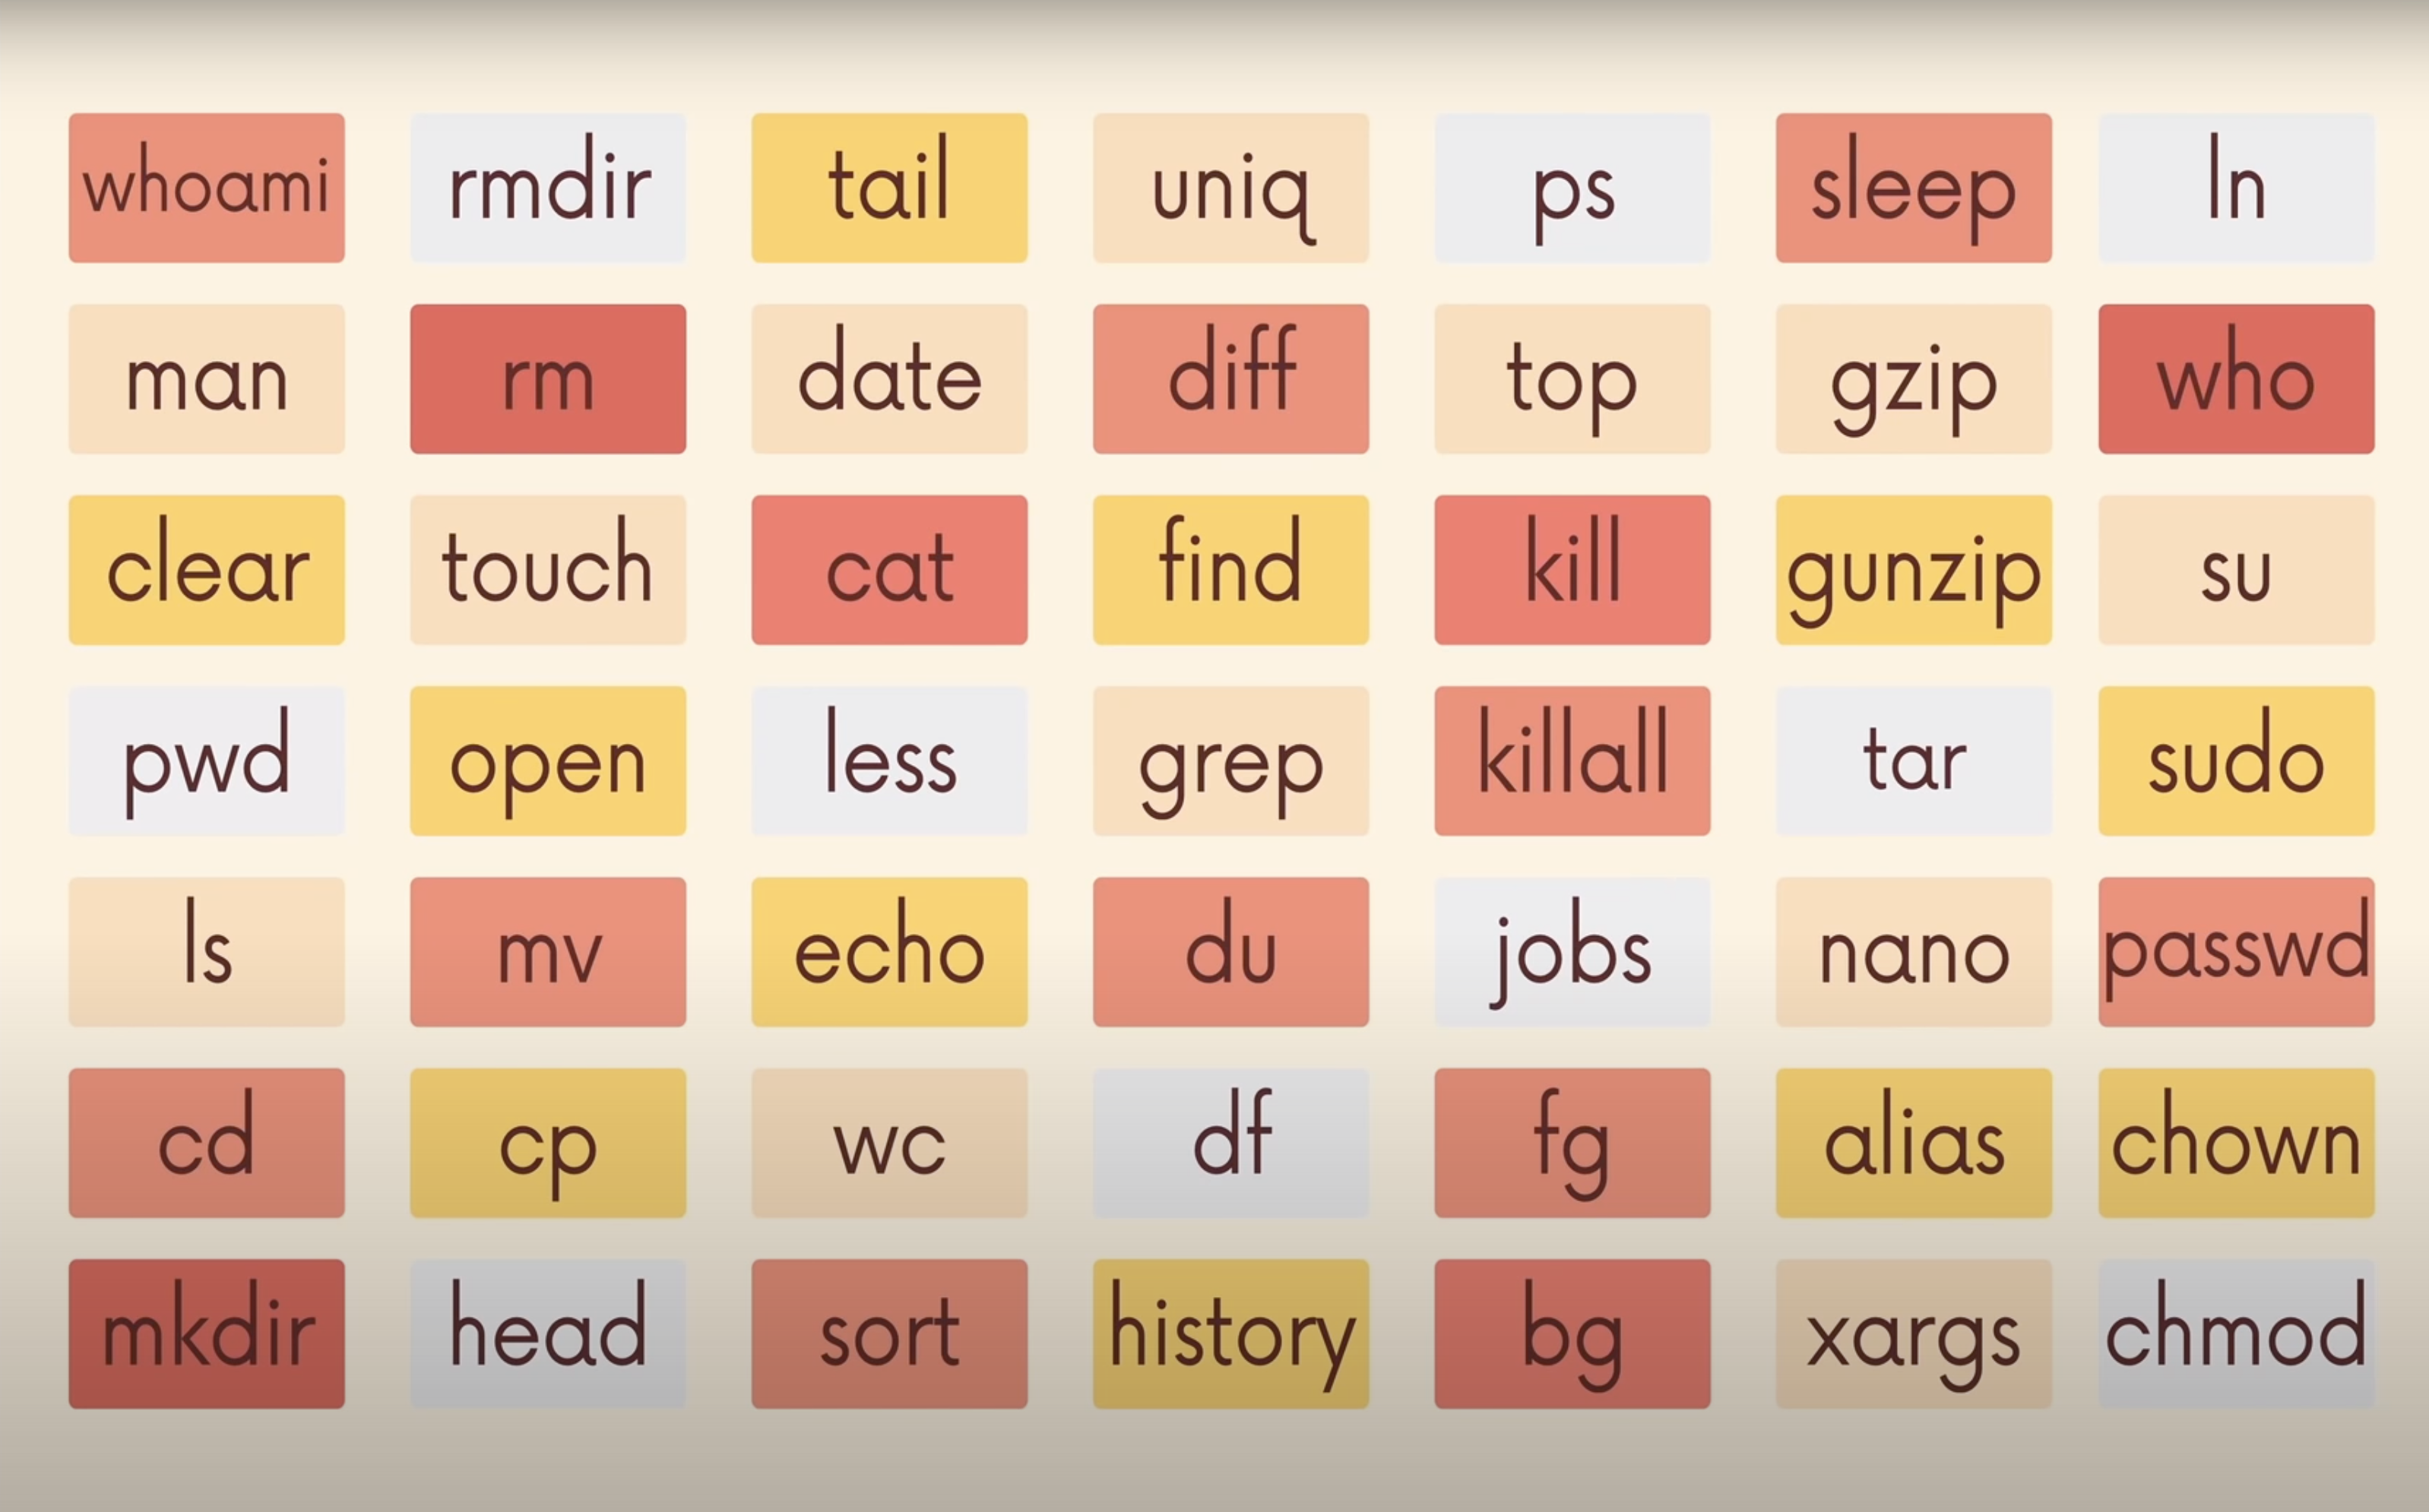 whoami rmdir tail uniq ps sleep ln
man rm date diff top gzip who
clear touch cat find kill gunzip su
pwd open less grep killall tar sudo
ls mv echo du jobs nano passwd
cd cp wc df fg alias chown
mkdir head sort history bg xargs chmod